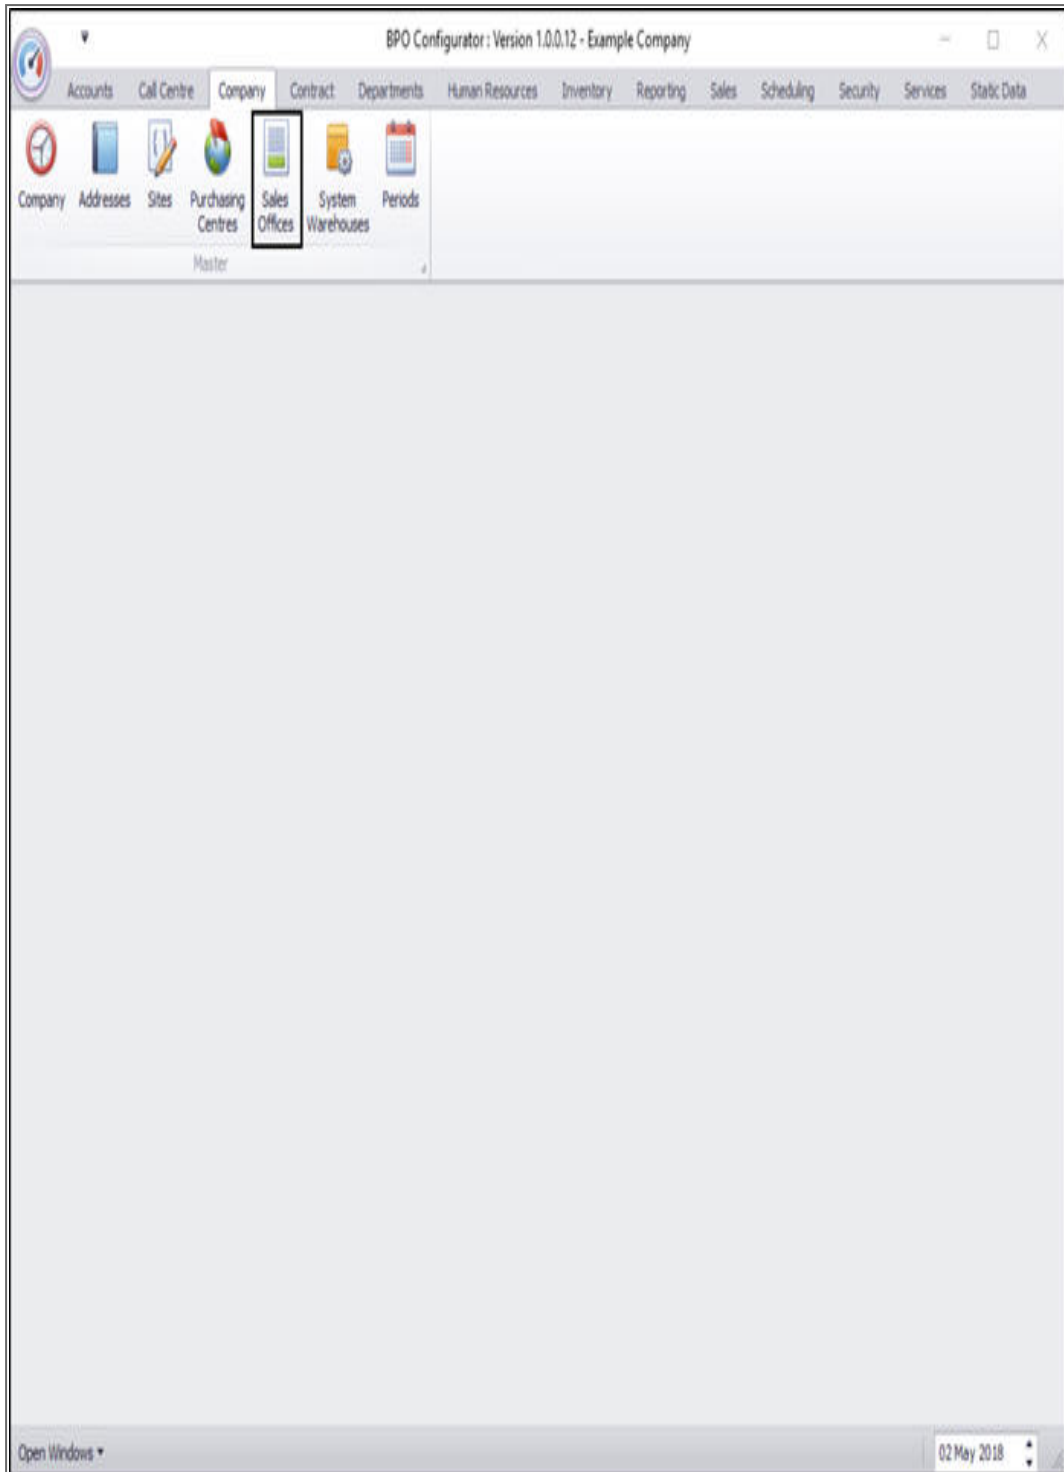 BPO Configurator : Version 1.0.0.12 - Example Company
Accounts Call Centre Company Contract Departments Human Resources Inventory Reporting Sales Scheduling Security Services Static Data
Company Addresses Sites Purchasing Sales System Periods
Centres Offices Warehouses
Master
Open Windows 02 May 2018